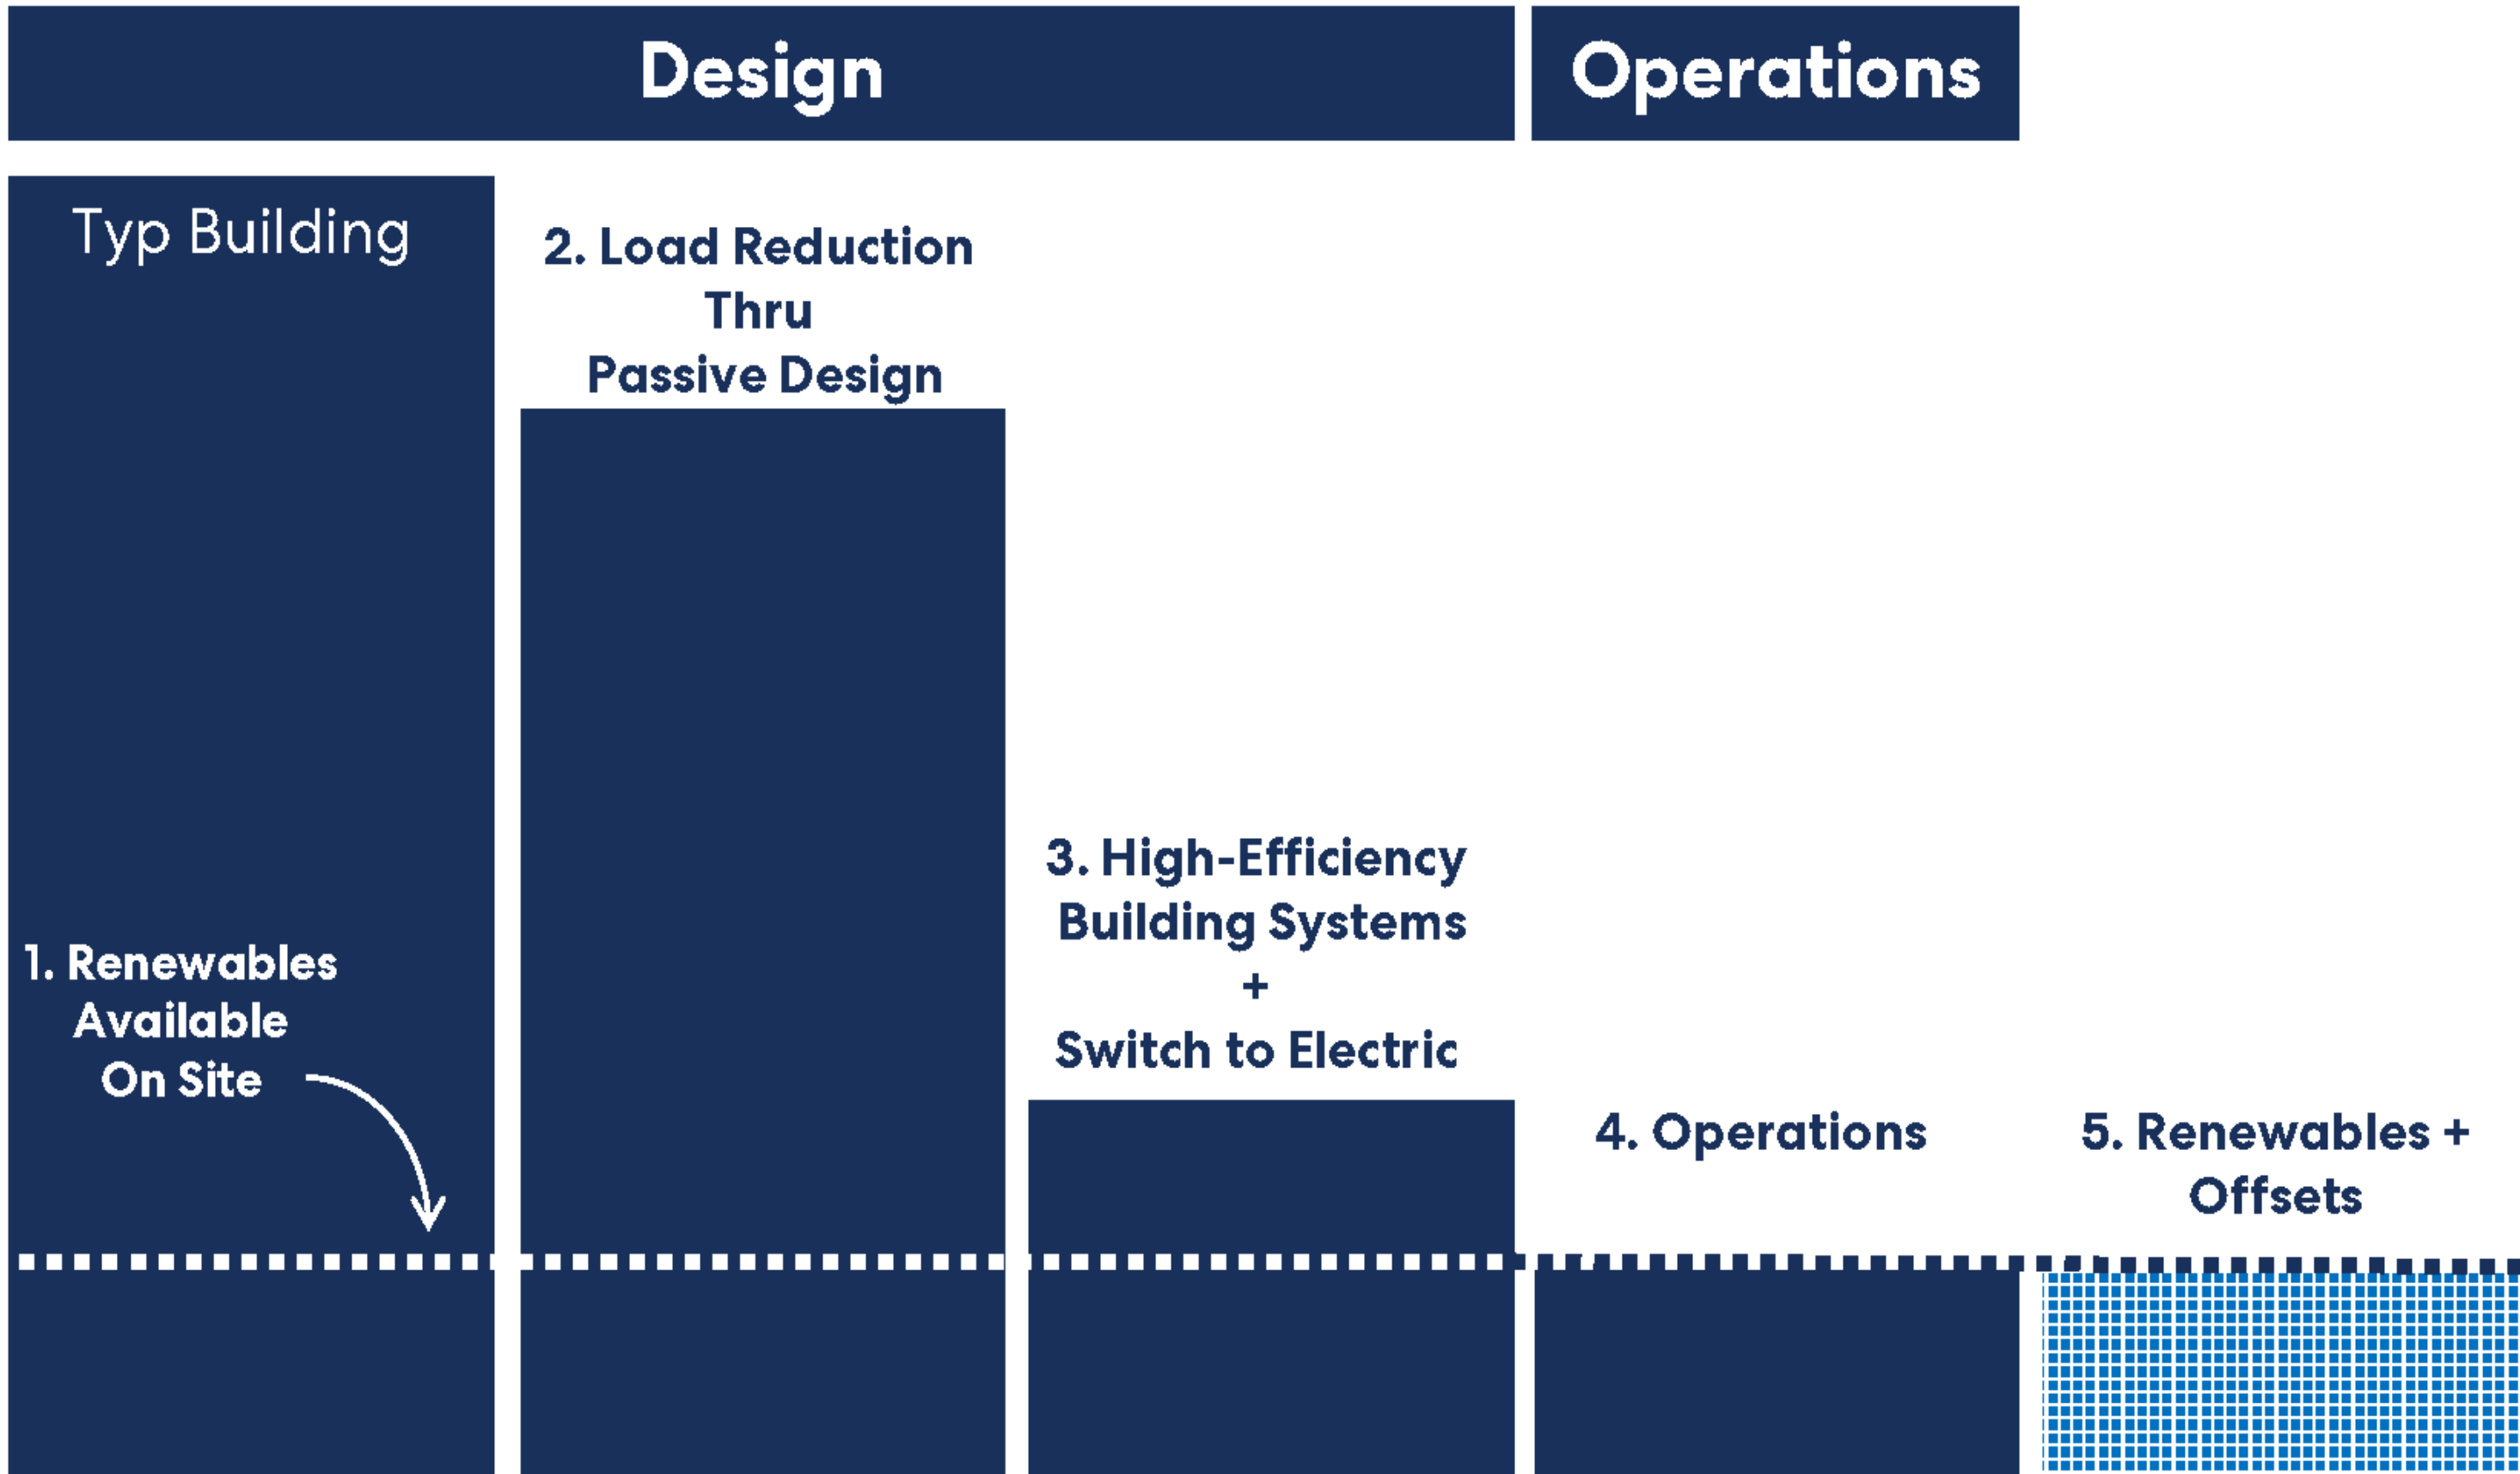 Design
Operations
Typ Building
1. Renewables
Available
On Site
2. Load Reduction
Thru
Passive Design
3. High-Efficiency
Building Systems
+
Switch to Electric
4. Operations
5. Renewables +
Offsets